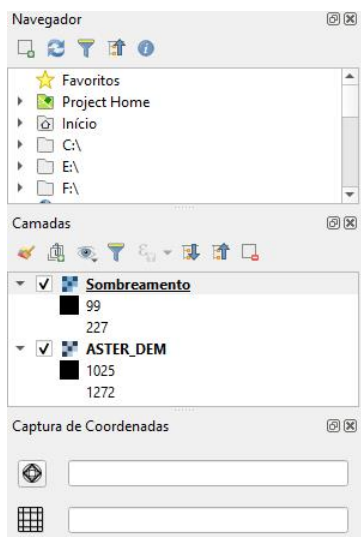 Navegador
Favoritos
Project Home
Início
C:\
E:\
F:\
Camadas
Sombreamento
99
227
ASTER_DEM
1025
1272
Captura de Coordenadas